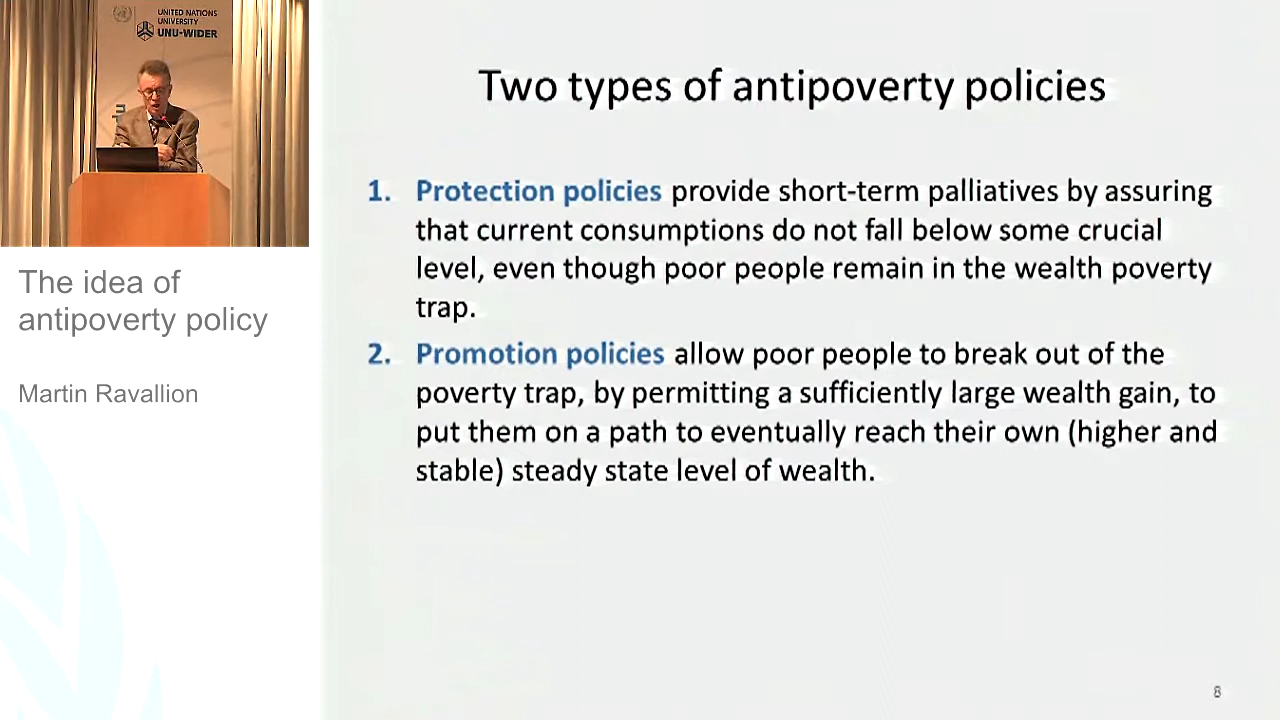 UNITED NATIONS
UNIVERSITY
UNU-WIDER
The idea of
antipoverty policy
Martin Ravallion
Two types of antipoverty policies
1. Protection policies provide short-term palliatives by assuring
that current consumptions do not fall below some crucial
level, even though poor people remain in the wealth poverty
trap.
2. Promotion policies allow poor people to break out of the
poverty trap, by permitting a sufficiently large wealth gain, to
put them on a path to eventually reach their own (higher and
stable) steady state level of wealth.
8